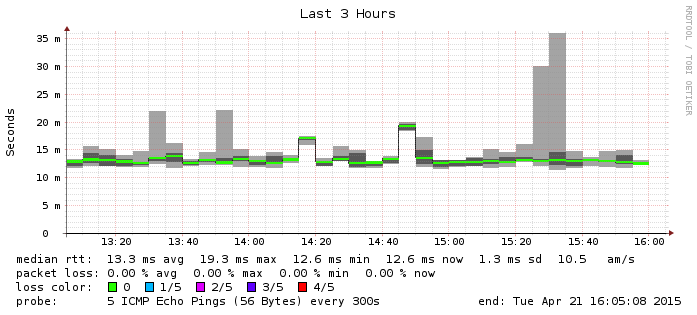 Last 3 Hours
RRDTOOL / TOBI OETIKER
Seconds
35 m
30 m
25 m
20 m
15 m
10 m
5 m
0
13:20 13:40 14:00 14:20 14:40 15:00 15:20 15:40 16:00
median rtt: 13.3 ms avg 19.3 ms max 12.6 ms min 12.6 ms now 1.3 ms sd 10.5 am/s
packet loss: 0.00 % avg 0.00 % max 0.00 % min 0.00 % now
loss color: 0 1/5 2/5 3/5 4/5
probe: 5 ICMP Echo Pings (56 Bytes) every 300s end: Tue Apr 21 16:05:08 2015